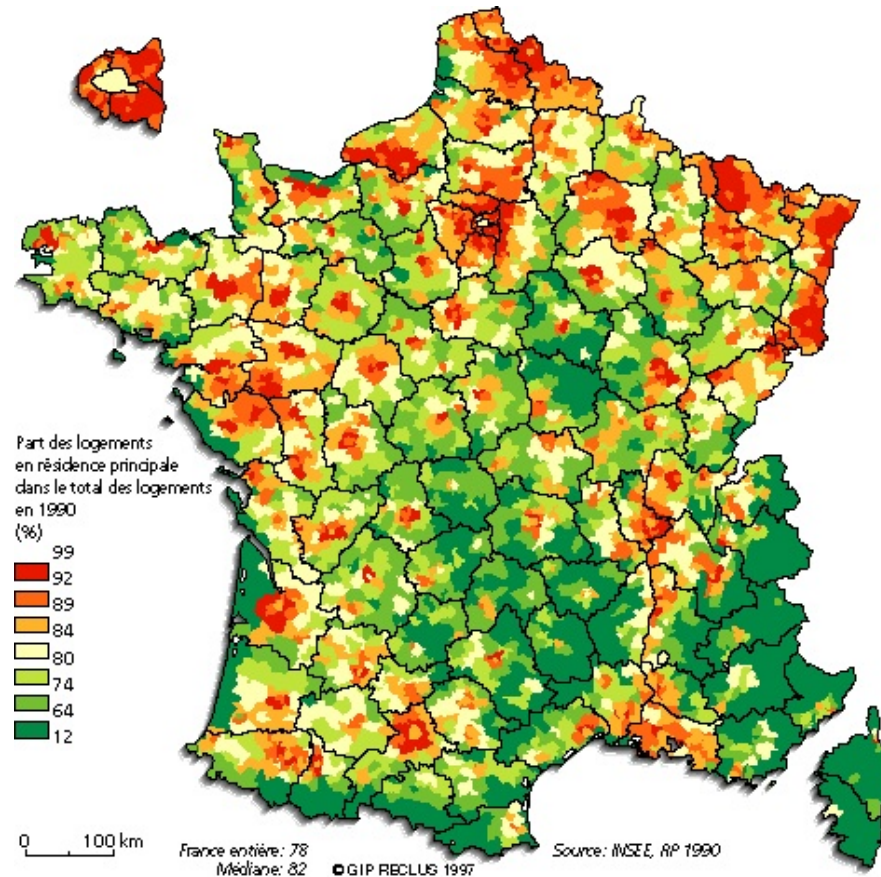 Part des logements
en résidence principale
dans le total des logements
en 1990
(%)
99
92
89
84
80
74
64
12
0 100 km
France entière: 78
Médiane: 82
© GIP RECLUS 1997
Source: INSEE, RP 1990